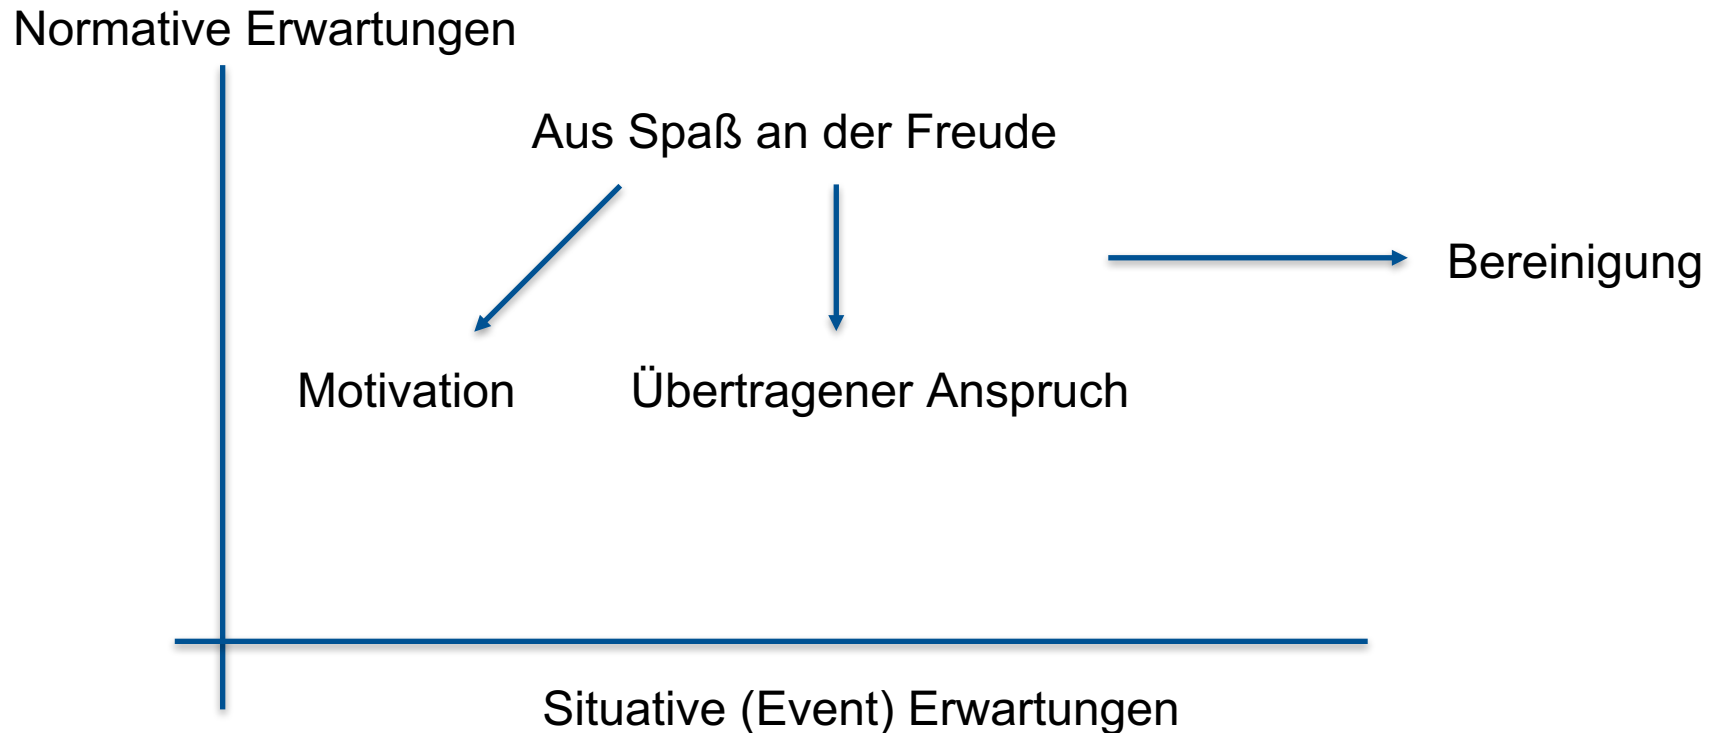 Normative Erwartungen
Aus Spaß an der Freude
Bereinigung
Motivation
Übertragener Anspruch
Situative (Event) Erwartungen